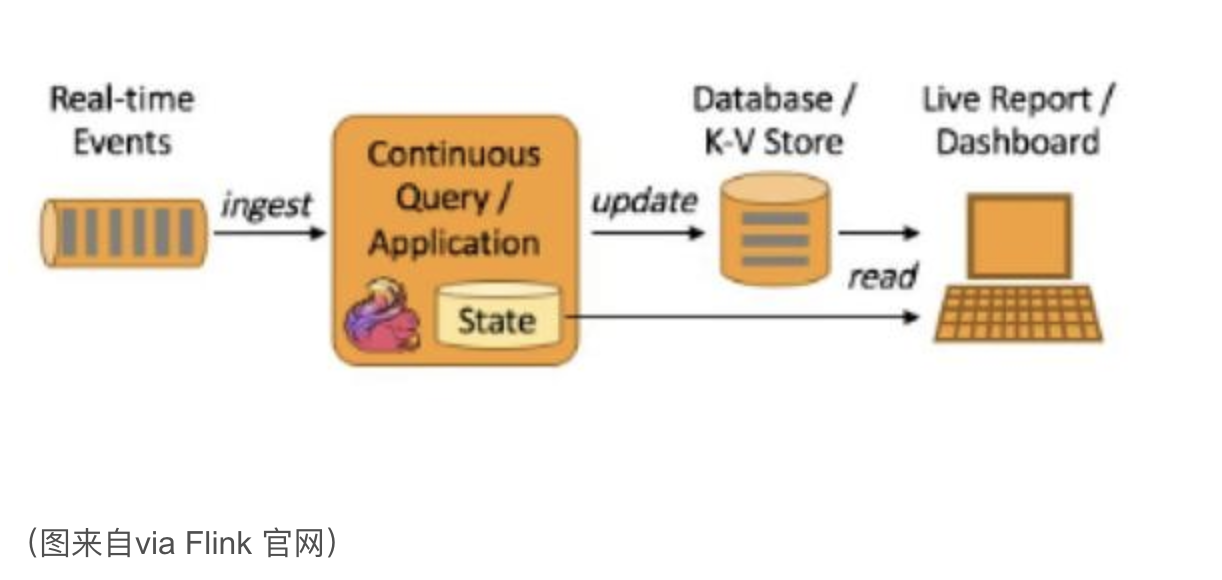 Real-time
Events
ingest
Continuous
Query /
Application
State
update
Database /
K-V Store
read
Live Report /
Dashboard
（图来自via Flink 官网）